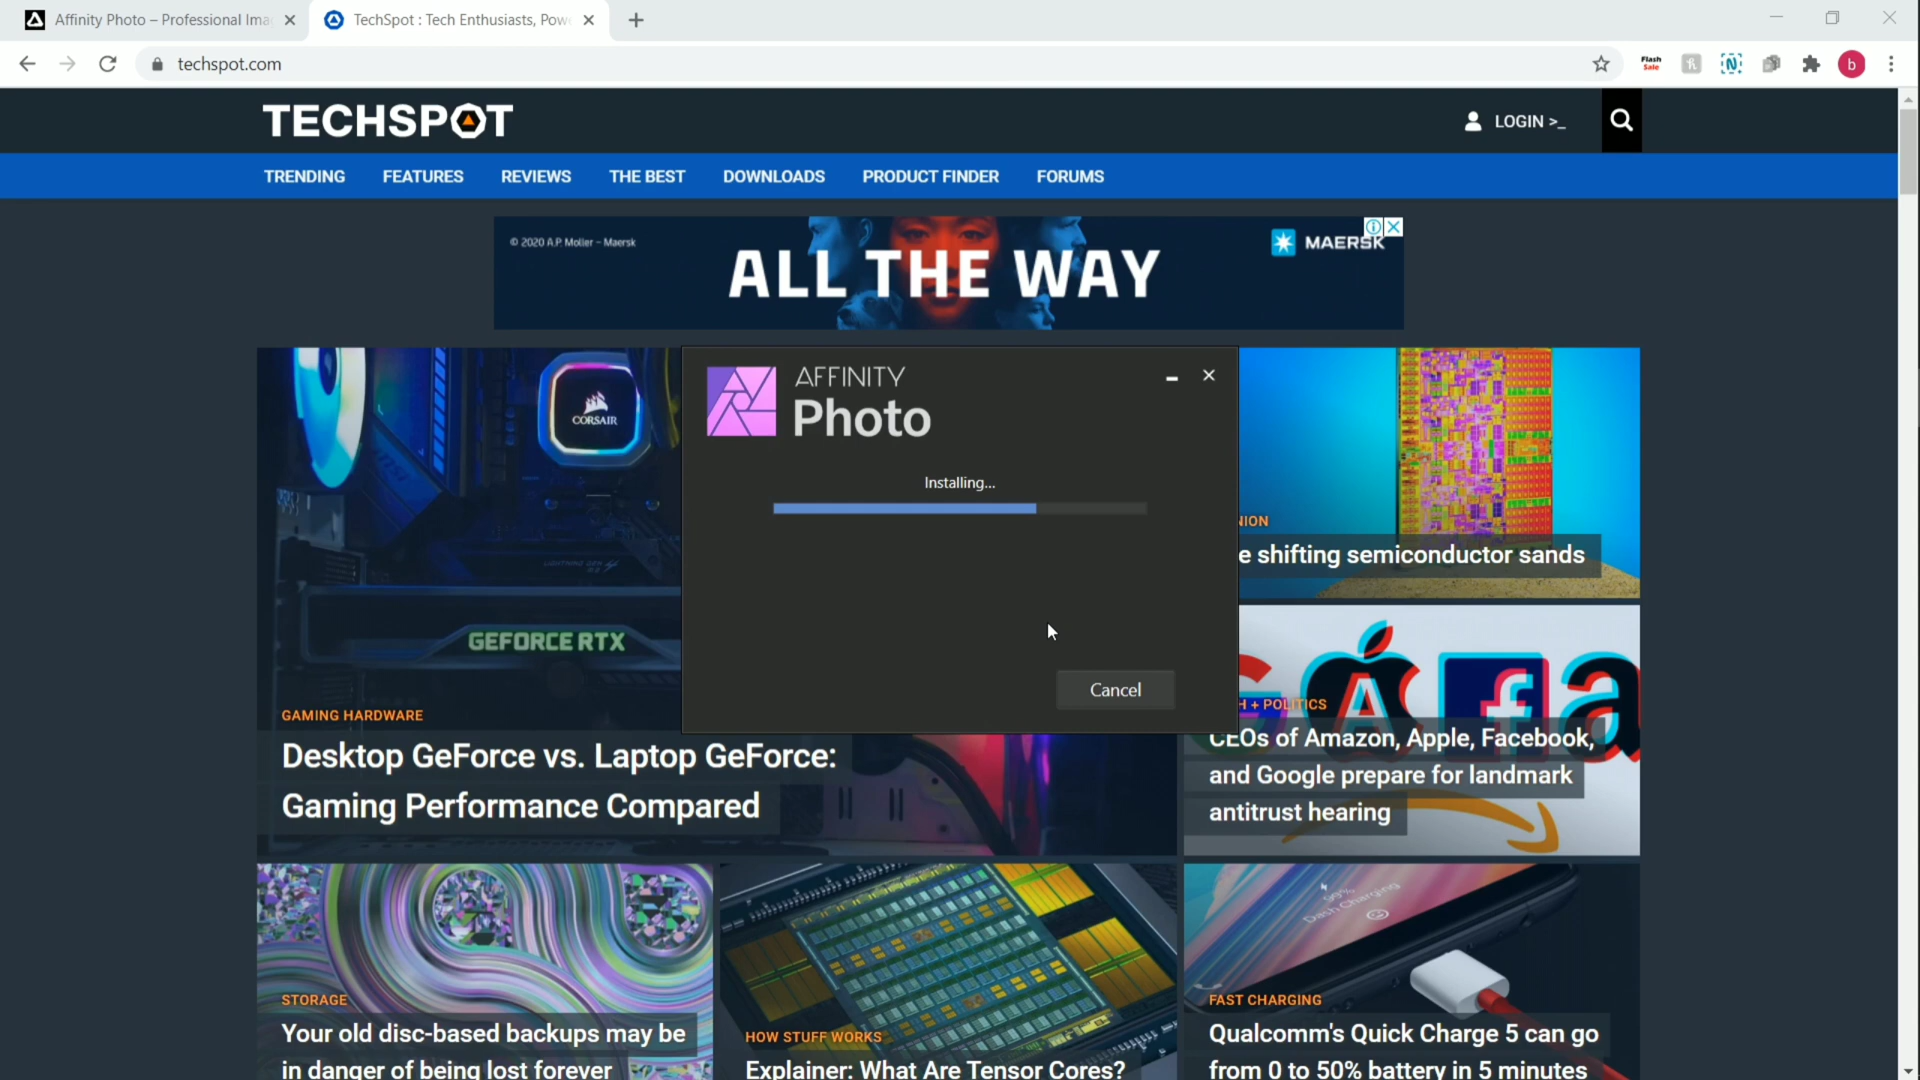 Affinity Photo – Professional Ima
TechSpot : Tech Enthusiasts, Pow
techspot.com
Flash
Sale
b
TECHSPOT
LOGIN >_
TRENDING
FEATURES
REVIEWS
THE BEST
DOWNLOADS
PRODUCT FINDER
FORUMS
© 2020 A.P. Moller – Maersk
ALL THE WAY
MAERSK
CORSAIR
GEFORCE RTX
GAMING HARDWARE
Desktop GeForce vs. Laptop GeForce:
Gaming Performance Compared
AFFINITY
Photo
Installing...
Cancel
NION
e shifting semiconductor sands
H + POLITICS
CEOs of Amazon, Apple, Facebook,
and Google prepare for landmark
antitrust hearing
STORAGE
Your old disc-based backups may be
in danger of being lost forever
HOW STUFF WORKS
Explainer: What Are Tensor Cores?
99%
Dash Charging
FAST CHARGING
Qualcomm's Quick Charge 5 can go
from 0 to 50% battery in 5 minutes